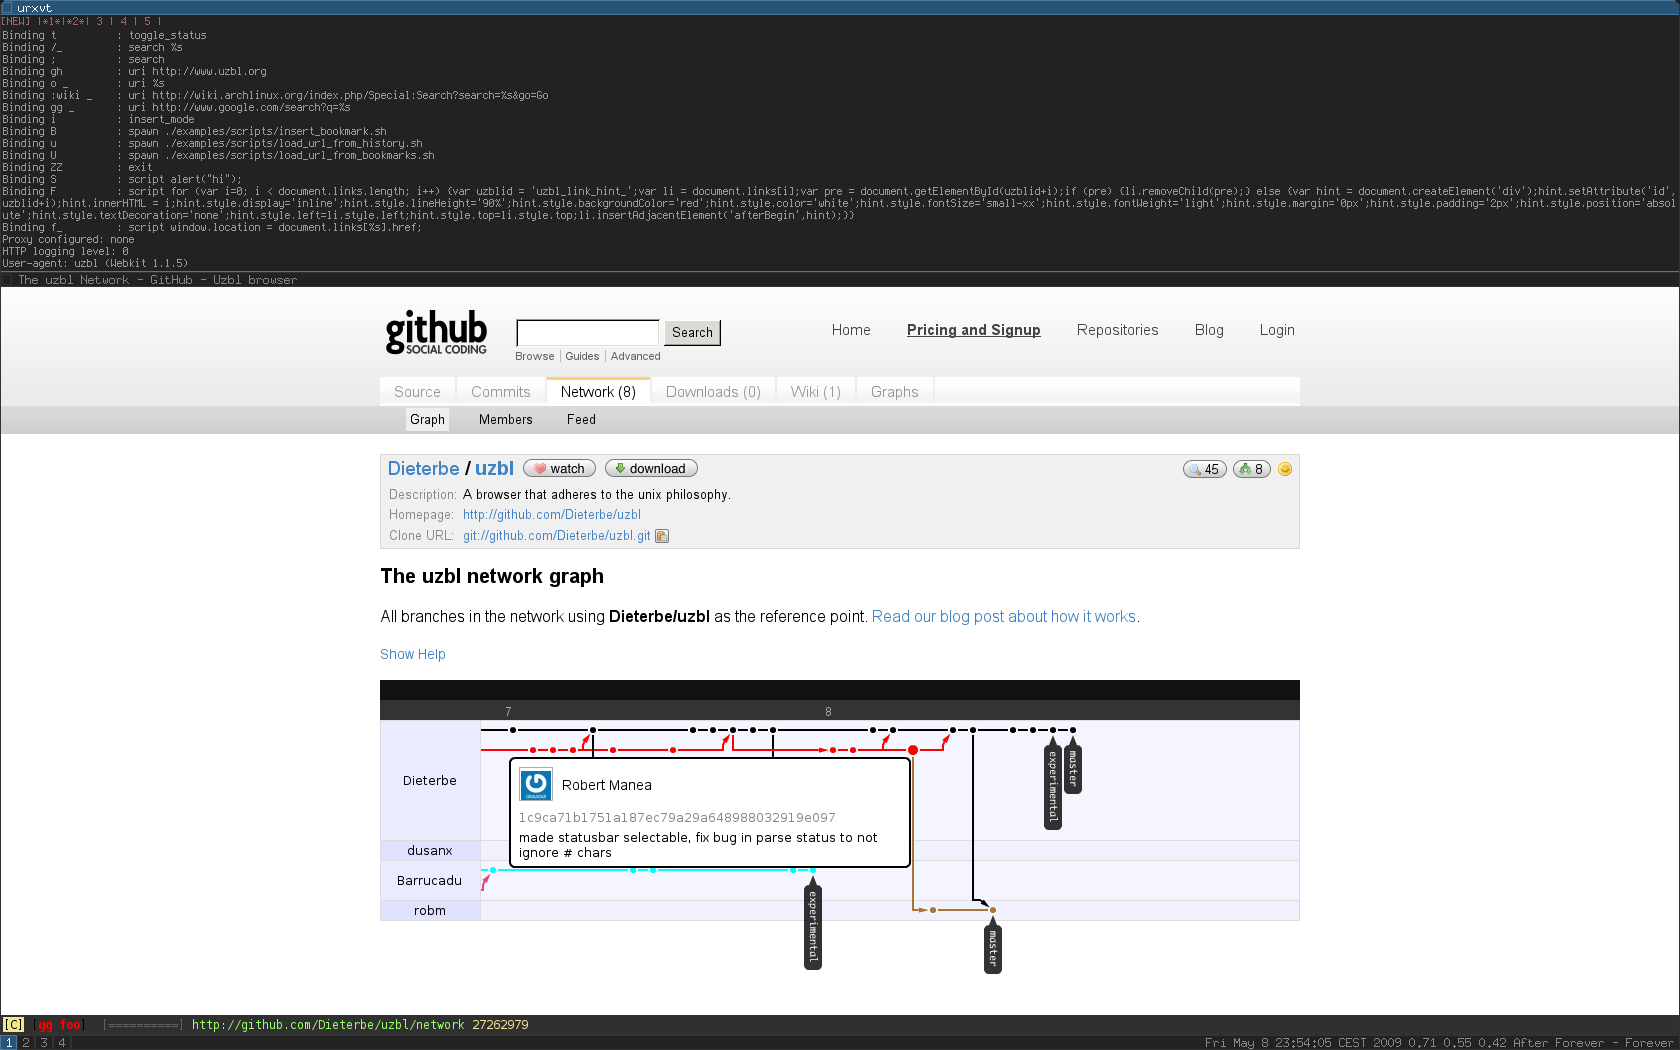 urxvt
[NEW] |*1*|*2*| 3 | 4 | 5 |
Binding t : toggle_status
Binding /_ : search %s
Binding ; : search
Binding gh : uri http://www.uzbl.org
Binding o _ : uri %s
Binding :wiki _ : uri http://wiki.archlinux.org/index.php/Special:Search?search=%s&go=Go
Binding gg _ : uri http://www.google.com/search?q=%s
Binding i : insert_mode
Binding B : spawn ./examples/scripts/insert_bookmark.sh
Binding u : spawn ./examples/scripts/load_url_from_history.sh
Binding U : spawn ./examples/scripts/load_url_from_bookmarks.sh
Binding ZZ : exit
Binding S : script alert("hi");
Binding F : script for (var i=0; i < document.links.length; i++) {var uzblid = 'uzbl_link_hint_';var li = document.links[i];var pre = document.getElementById(uzblid+i);if (pre) {li.removeChild(pre);} else {var hint = document.createElement('div');hint.setAttribute('id',
uzblid+i);hint.innerHTML = i;hint.style.display='inline';hint.style.lineHeight='90%';hint.style.backgroundColor='red';hint.style.color='white';hint.style.fontSize='small-xx';hint.style.fontWeight='light';hint.style.margin='0px';hint.style.padding='2px';hint.style.position='absol
ute';hint.style.textDecoration='none';hint.style.left=li.style.left;hint.style.top=li.style.top;li.insertAdjacentElement('afterBegin',hint);}}
Binding f_ : script window.location = document.links[%s].href;
Proxy configured: none
HTTP logging level: 0
User-agent: uzbl (Webkit 1.1.5)
The uzbl Network - GitHub - Uzbl browser
github
SOCIAL CODING
Search
Home Pricing and Signup Repositories Blog Login
Browse | Guides | Advanced
Source Commits Network (8) Downloads (0) Wiki (1) Graphs
Graph Members Feed
Dieterbe / uzbl watch download 45 8
Description: A browser that adheres to the unix philosophy.
Homepage: http://github.com/Dieterbe/uzbl
Clone URL: git://github.com/Dieterbe/uzbl.git
The uzbl network graph
All branches in the network using Dieterbe/uzbl as the reference point. Read our blog post about how it works.
Show Help
7 8
Dieterbe
experimental
master
Robert Manea
1c9ca71b1751a187ec79a29a648988032919e097
made statusbar selectable, fix bug in parse status to not
ignore # chars
dusanx
Barrucadu
experimental
robm
master
[C] [gg foo] [==========] http://github.com/Dieterbe/uzbl/network 27262979
1 2 3 4 Fri May 8 23:54:05 CEST 2009 0.71 0.55 0.42 After Forever - Forever